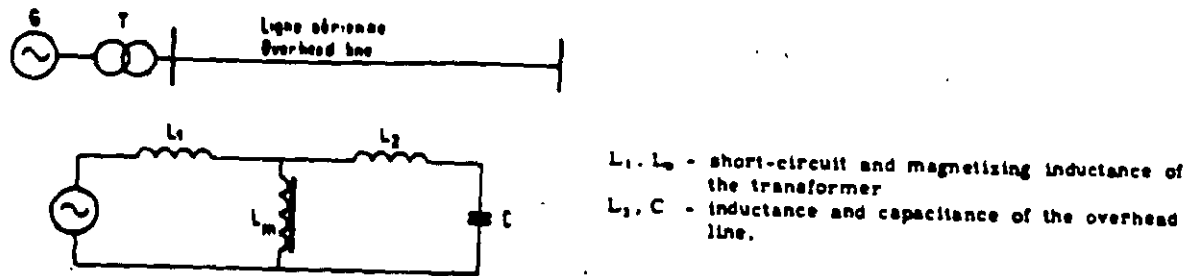 G T
Ligne aérienne
Overhead line
L₁ L₂
Lm C
L₁, Lm - short-circuit and magnetizing inductance of
the transformer
L₂, C - inductance and capacitance of the overhead
line.